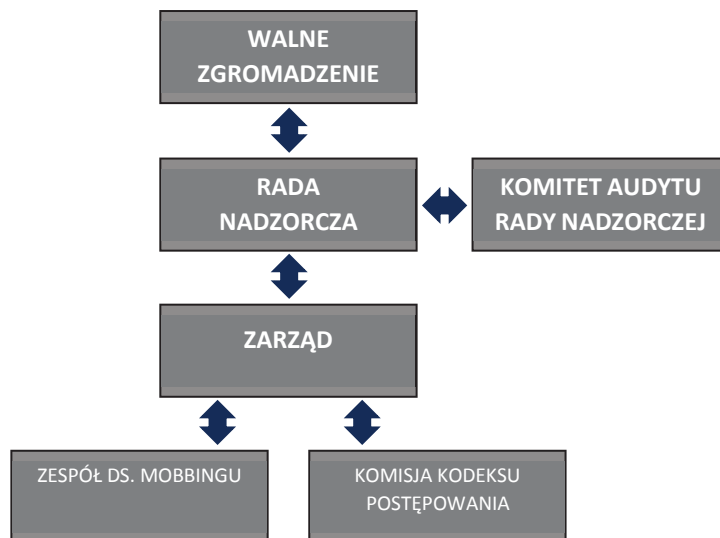 WALNE
ZGROMADZENIE
RADA
NADZORCZA
KOMITET AUDYTU
RADY NADZORCZEJ
ZARZĄD
ZESPÓŁ DS. MOBBINGU
KOMISJA KODEKSU
POSTĘPOWANIA